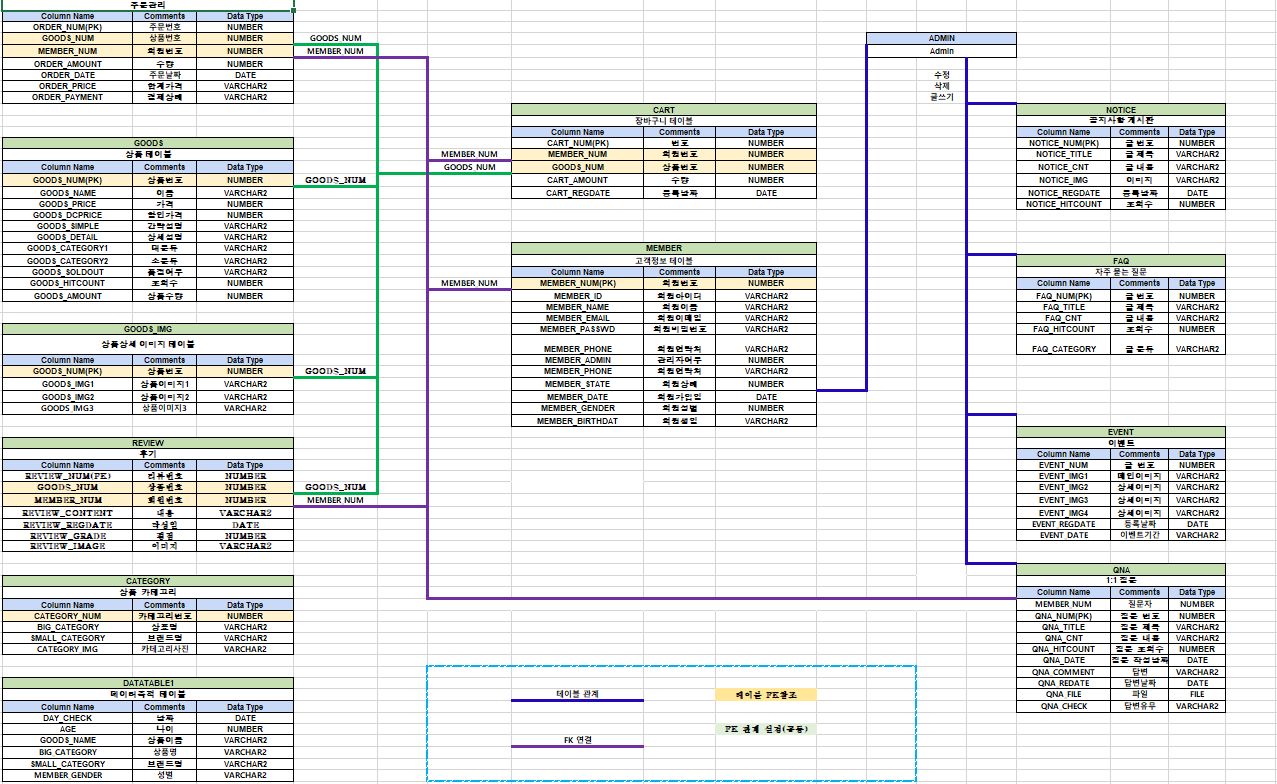 주문관리
Column Name Comments Data Type
ORDER_NUM(PK) 주문번호 NUMBER
GOODS_NUM 상품번호 NUMBER
MEMBER_NUM 회원번호 NUMBER
ORDER_AMOUNT 수량 NUMBER
ORDER_DATE 주문날짜 DATE
ORDER_PRICE 합계가격 VARCHAR2
ORDER_PAYMENT 결제상태 VARCHAR2
GOODS_NUM
MEMBER_NUM
GOODS
상품 테이블
Column Name Comments Data Type
GOODS_NUM(PK) 상품번호 NUMBER
GOODS_NAME 이름 VARCHAR2
GOODS_PRICE 가격 NUMBER
GOODS_DCPRICE 할인가격 NUMBER
GOODS_SIMPLE 간략설명 VARCHAR2
GOODS_DETAIL 상세설명 VARCHAR2
GOODS_CATEGORY1 대분류 VARCHAR2
GOODS_CATEGORY2 소분류 VARCHAR2
GOODS_SOLDOUT 품절여부 VARCHAR2
GOODS_HITCOUNT 조회수 NUMBER
GOODS_AMOUNT 상품수량 NUMBER
GOODS_NUM
GOODS_IMG
상품상세 이미지 테이블
Column Name Comments Data Type
GOODS_NUM(PK) 상품번호 NUMBER
GOODS_IMG1 상품이미지1 VARCHAR2
GOODS_IMG2 상품이미지2 VARCHAR2
GOODS_IMG3 상품이미지3 VARCHAR2
GOODS_NUM
REVIEW
후기
Column Name Comments Data Type
REVIEW_NUM(PK) 리뷰번호 NUMBER
GOODS_NUM 상품번호 NUMBER
MEMBER_NUM 회원번호 NUMBER
REVIEW_CONTENT 내용 VARCHAR2
REVIEW_REGDATE 작성일 DATE
REVIEW_GRADE 평점 NUMBER
REVIEW_IMAGE 이미지 VARCHAR2
GOODS_NUM
MEMBER_NUM
CATEGORY
상품 카테고리
Column Name Comments Data Type
CATEGORY_NUM 카테고리번호 NUMBER
BIG_CATEGORY 상품명 VARCHAR2
SMALL_CATEGORY 브랜드명 VARCHAR2
CATEGORY_IMG 카테고리사진 VARCHAR2
DATATABLE1
데이터축적 테이블
Column Name Comments Data Type
DAY_CHECK 날짜 DATE
AGE 나이 NUMBER
GOODS_NAME 상품이름 VARCHAR2
BIG_CATEGORY 상품명 VARCHAR2
SMALL_CATEGORY 브랜드명 VARCHAR2
MEMBER_GENDER 성별 VARCHAR2
MEMBER_NUM
GOODS_NUM
CART
장바구니 테이블
Column Name Comments Data Type
CART_NUM(PK) 번호 NUMBER
MEMBER_NUM 회원번호 NUMBER
GOODS_NUM 상품번호 NUMBER
CART_AMOUNT 수량 NUMBER
CART_REGDATE 등록날짜 DATE
MEMBER_NUM
MEMBER
고객정보 테이블
Column Name Comments Data Type
MEMBER_NUM(PK) 회원번호 NUMBER
MEMBER_ID 회원아이디 VARCHAR2
MEMBER_NAME 회원이름 VARCHAR2
MEMBER_EMAIL 회원이메일 VARCHAR2
MEMBER_PASSWD 회원비밀번호 VARCHAR2
MEMBER_PHONE 회원연락처 VARCHAR2
MEMBER_ADMIN 관리자여부 NUMBER
MEMBER_PHONE 회원연락처 VARCHAR2
MEMBER_STATE 회원상태 NUMBER
MEMBER_DATE 회원가입일 DATE
MEMBER_GENDER 회원성별 NUMBER
MEMBER_BIRTHDAT 회원생일 VARCHAR2
테이블 관계
테이블 PK참조
FK 관계 설정(공동)
FK 연결
ADMIN
Admin
수정
삭제
글쓰기
NOTICE
공지사항 게시판
Column Name Comments Data Type
NOTICE_NUM(PK) 글 번호 NUMBER
NOTICE_TITLE 글 제목 VARCHAR2
NOTICE_CNT 글 내용 VARCHAR2
NOTICE_IMG 이미지 VARCHAR2
NOTICE_REGDATE 등록날짜 DATE
NOTICE_HITCOUNT 조회수 NUMBER
FAQ
자주 묻는 질문
Column Name Comments Data Type
FAQ_NUM(PK) 글 번호 NUMBER
FAQ_TITLE 글 제목 VARCHAR2
FAQ_CNT 글 내용 VARCHAR2
FAQ_HITCOUNT 조회수 NUMBER
FAQ_CATEGORY 글 분류 VARCHAR2
EVENT
이벤트
Column Name Comments Data Type
EVENT_NUM 글 번호 NUMBER
EVENT_IMG1 메인이미지 VARCHAR2
EVENT_IMG2 상세이미지 VARCHAR2
EVENT_IMG3 상세이미지 VARCHAR2
EVENT_IMG4 상세이미지 VARCHAR2
EVENT_REGDATE 등록날짜 DATE
EVENT_DATE 이벤트기간 VARCHAR2
QNA
1:1 질문
Column Name Comments Data Type
MEMBER_NUM 질문자 NUMBER
QNA_NUM(PK) 질문 번호 NUMBER
QNA_TITLE 질문 제목 VARCHAR2
QNA_CNT 질문 내용 VARCHAR2
QNA_HITCOUNT 질문 조회수 NUMBER
QNA_DATE 질문 작성날짜 DATE
QNA_COMMENT 답변 VARCHAR2
QNA_REDATE 답변날짜 DATE
QNA_FILE 파일 FILE
QNA_CHECK 답변유무 VARCHAR2